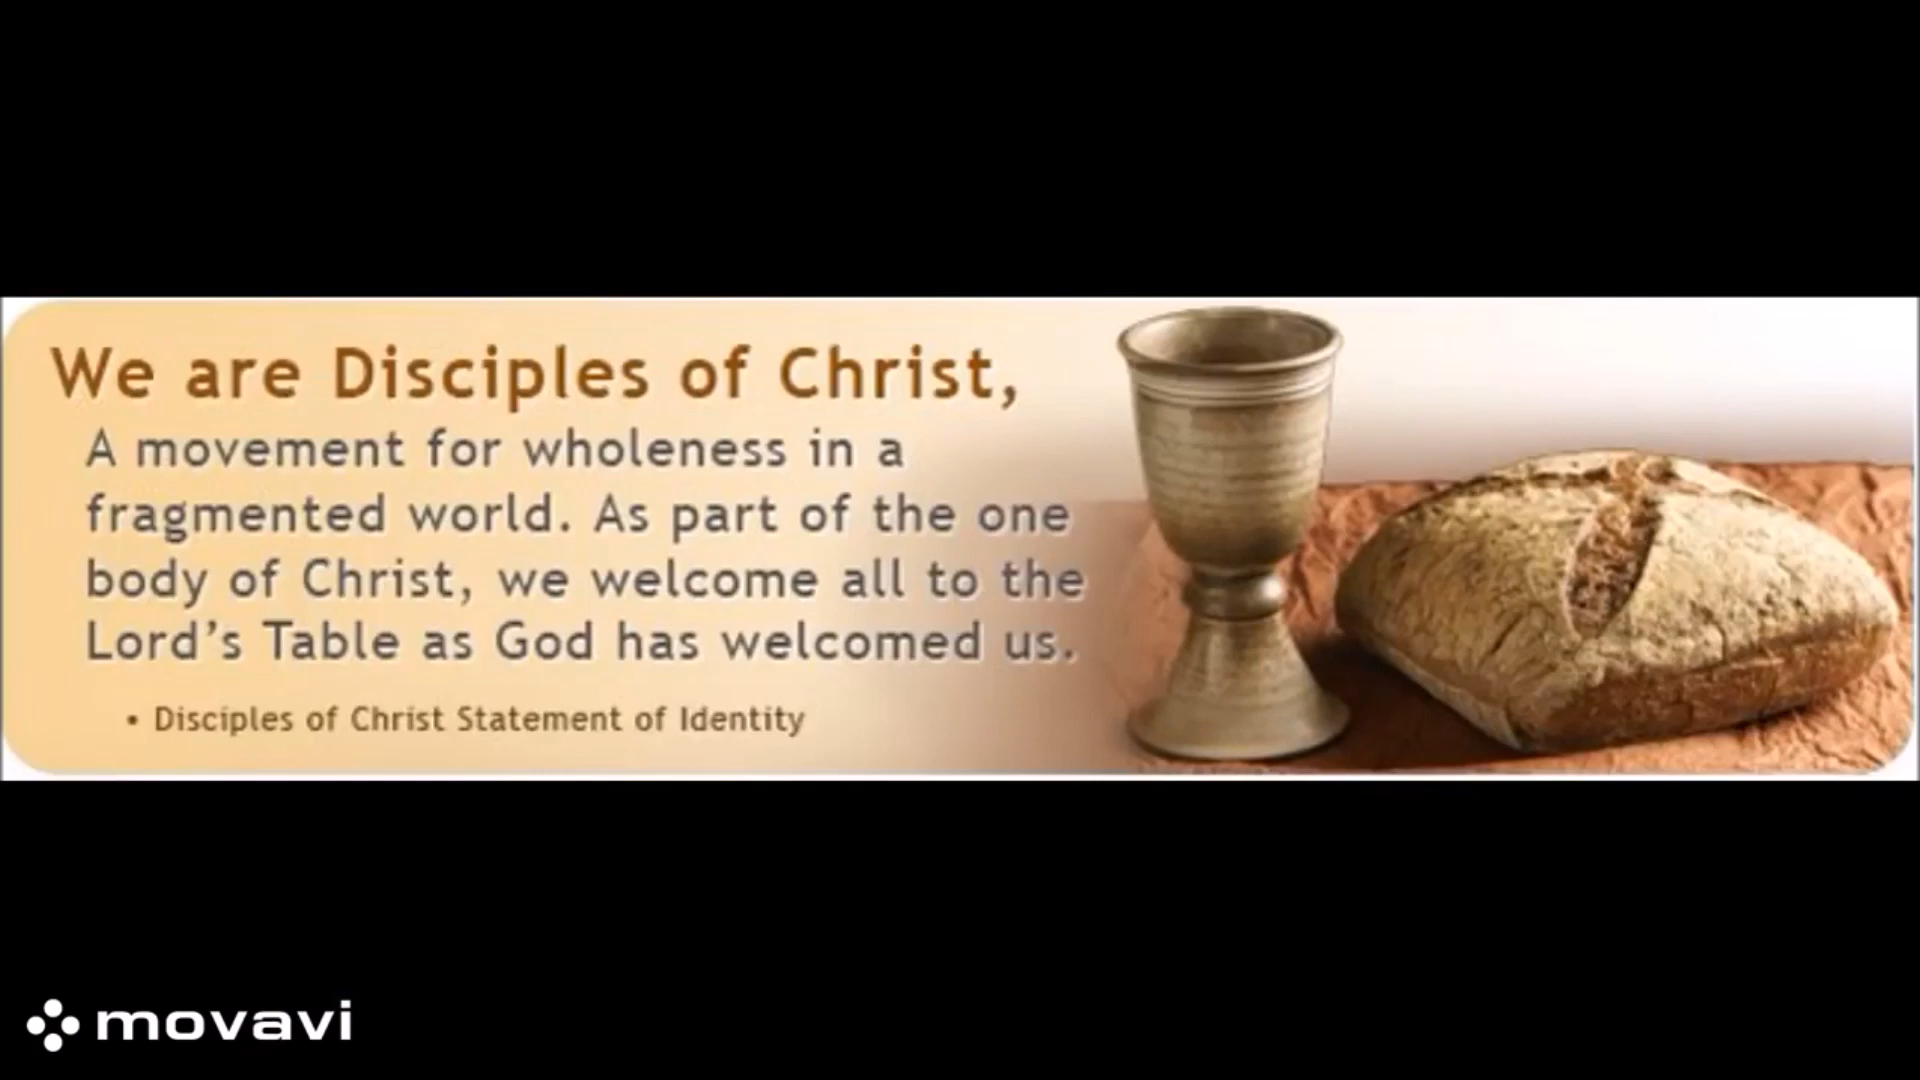 We are Disciples of Christ,
A movement for wholeness in a
fragmented world. As part of the one
body of Christ, we welcome all to the
Lord’s Table as God has welcomed us.
• Disciples of Christ Statement of Identity
movavi